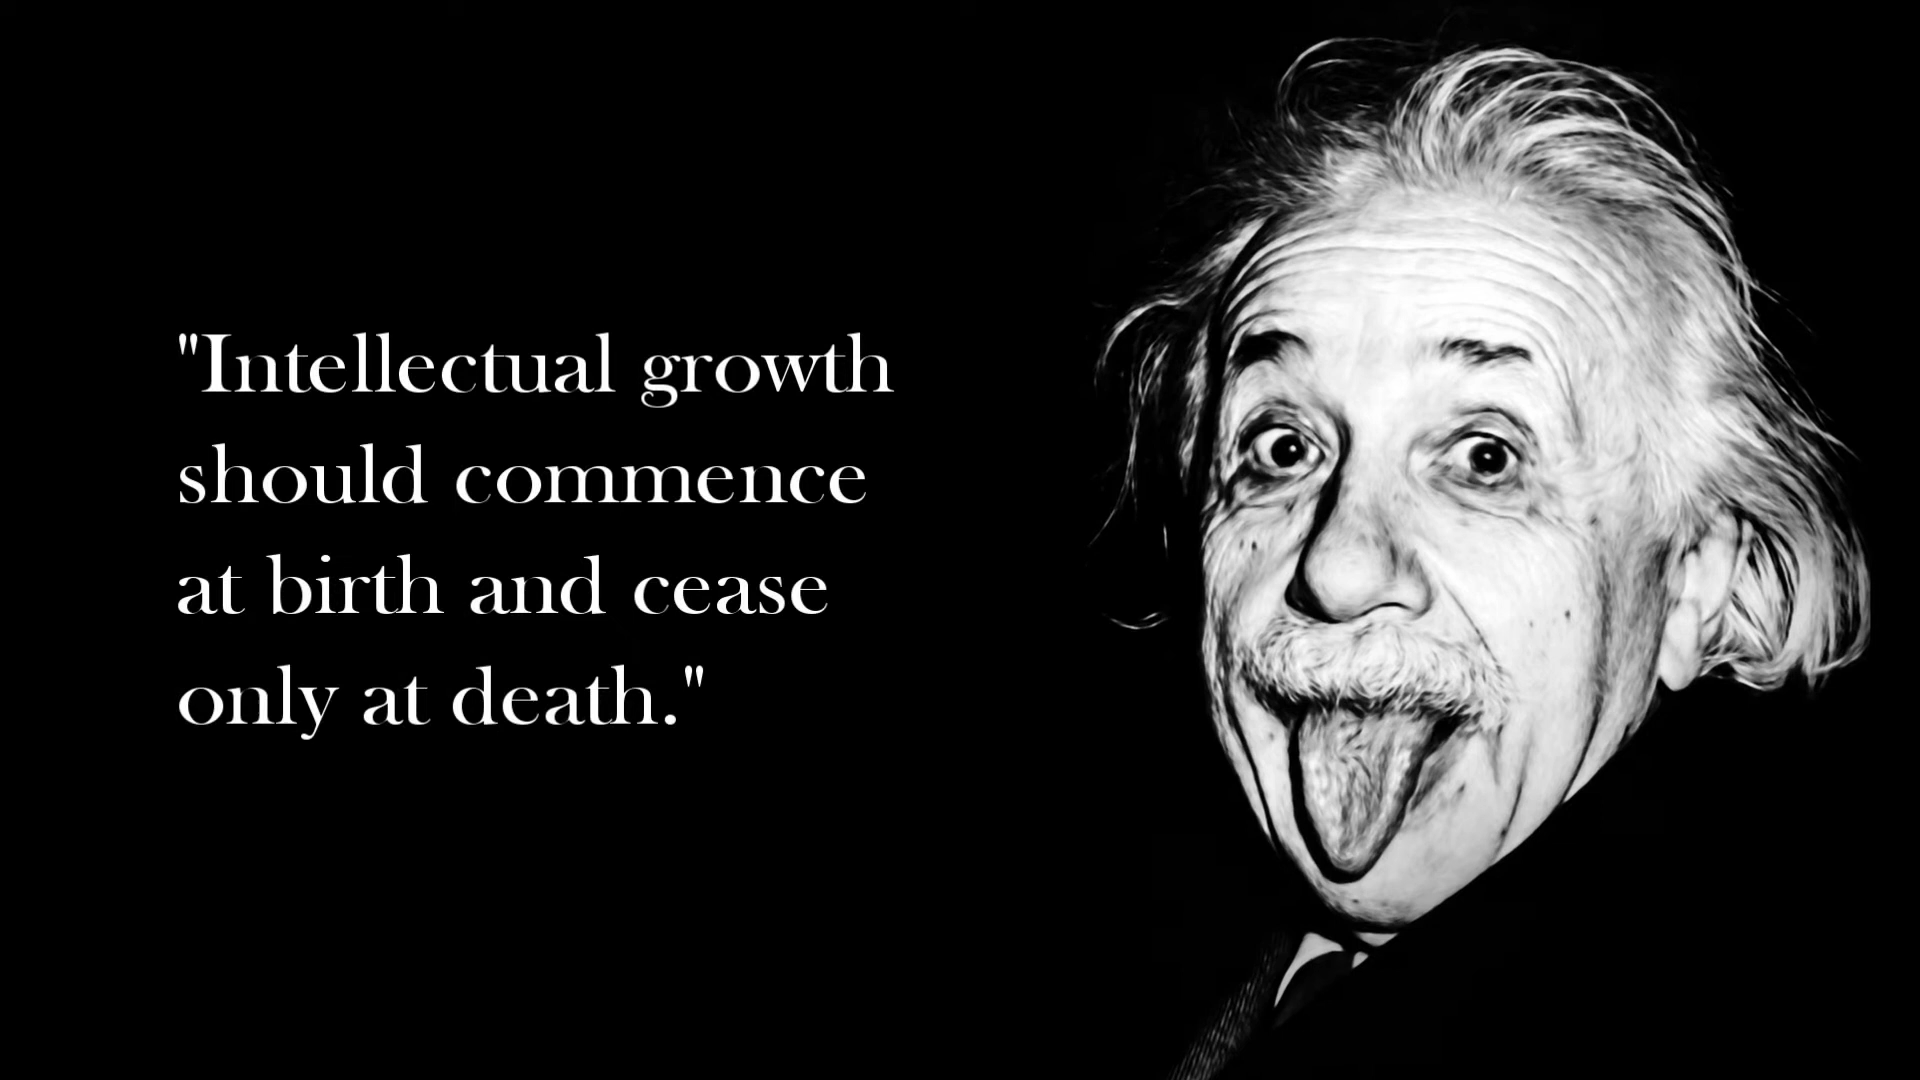 "Intellectual growth
should commence
at birth and cease
only at death."